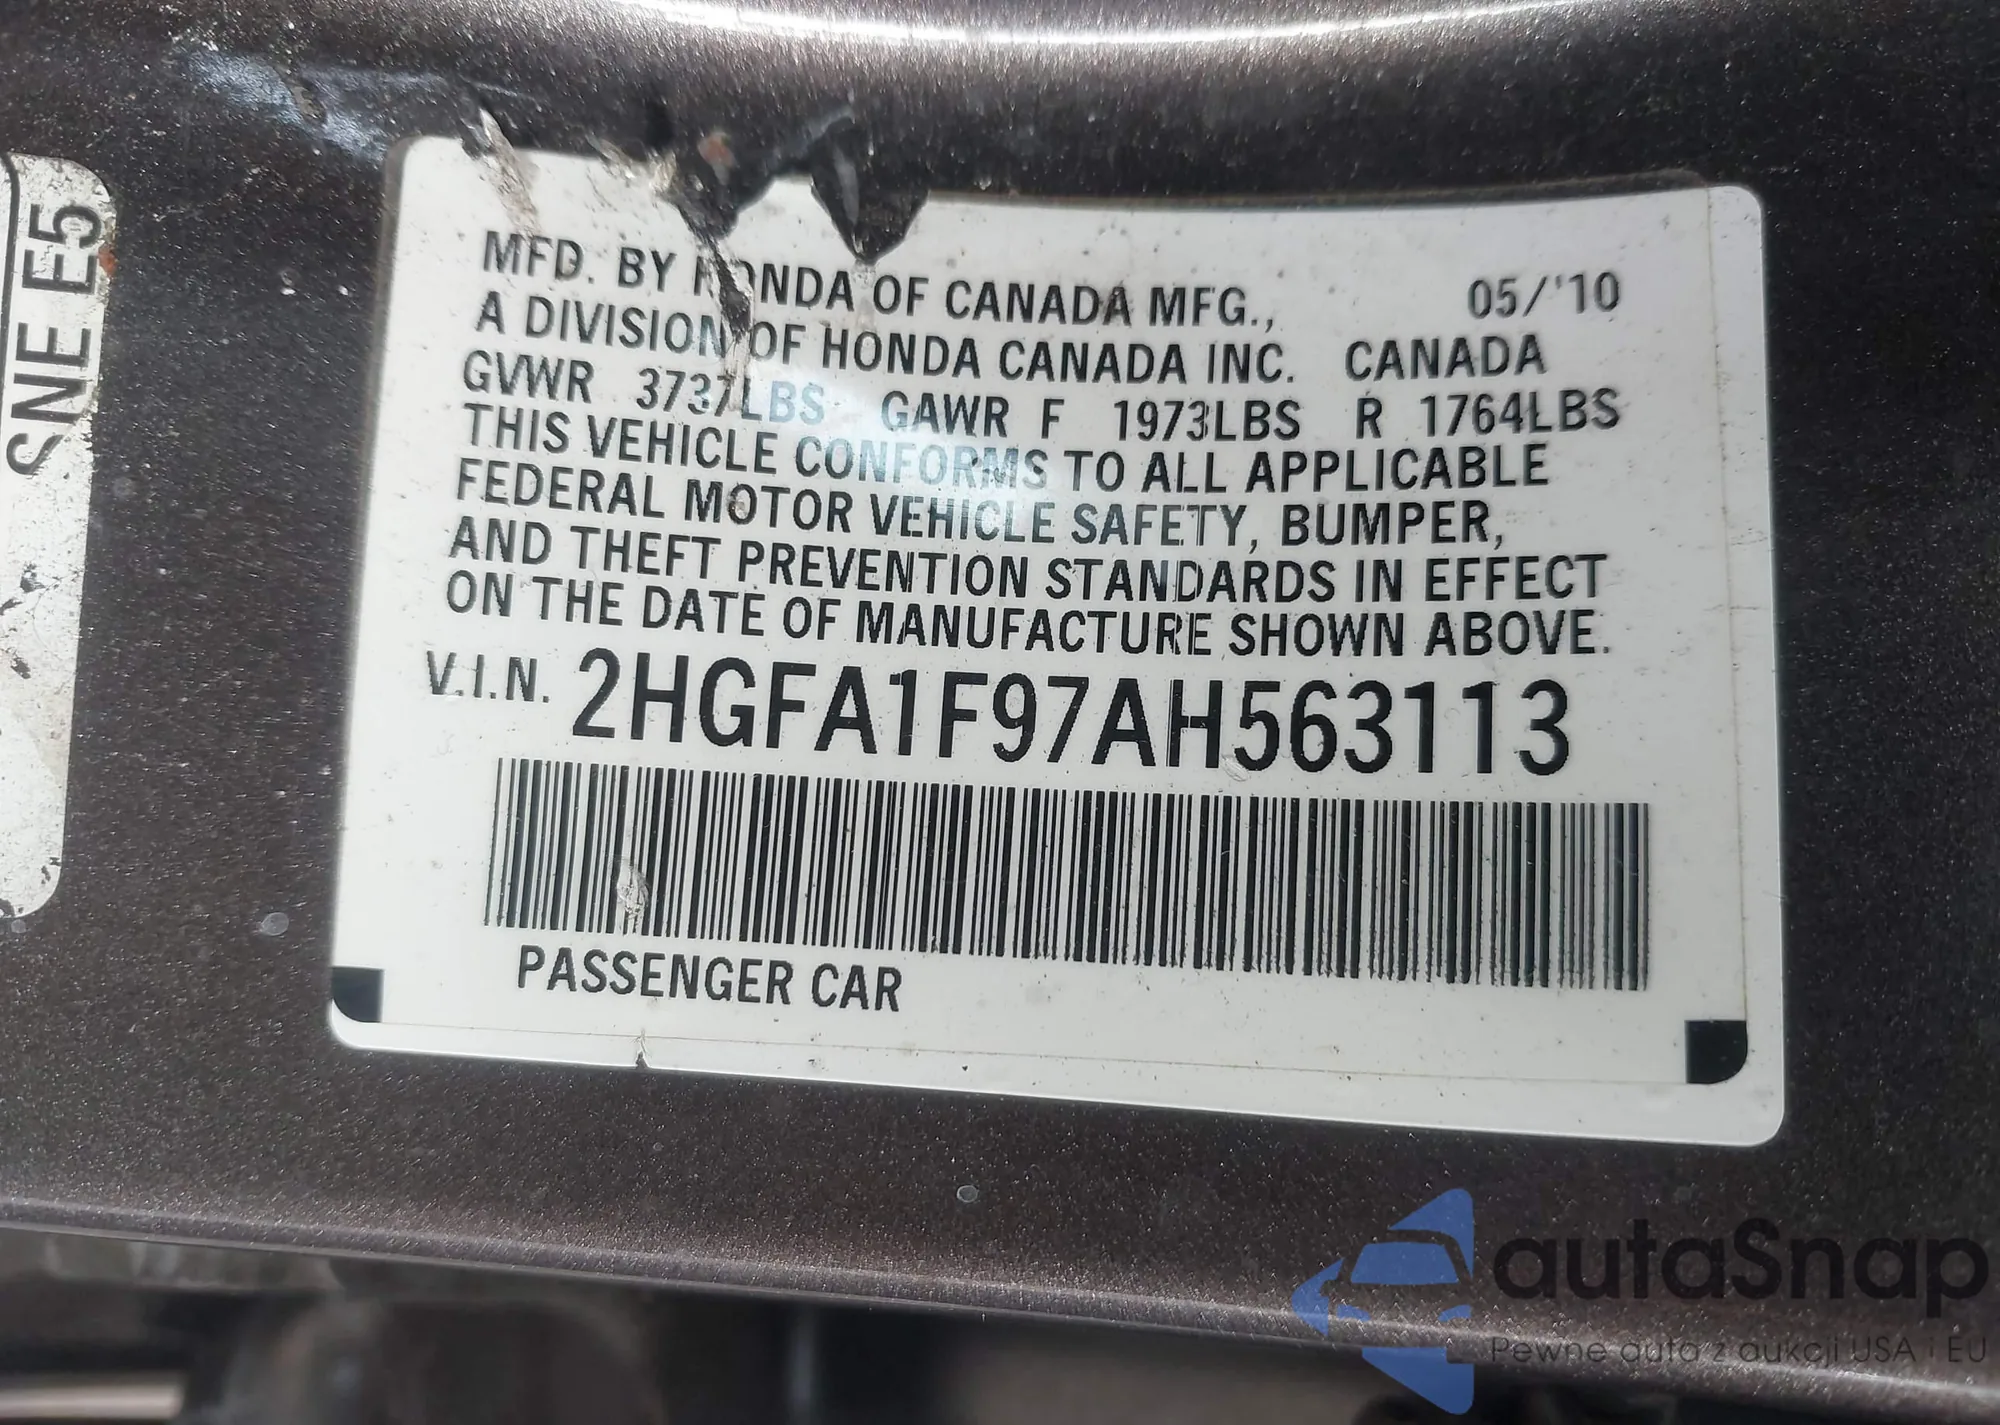 SNE E5
MFD. BY HONDA OF CANADA MFG., 05/'10
A DIVISION OF HONDA CANADA INC. CANADA
GVWR 3737LBS GAWR F 1973LBS R 1764LBS
THIS VEHICLE CONFORMS TO ALL APPLICABLE
FEDERAL MOTOR VEHICLE SAFETY, BUMPER,
AND THEFT PREVENTION STANDARDS IN EFFECT
ON THE DATE OF MANUFACTURE SHOWN ABOVE.
V.I.N. 2HGFA1F97AH563113
PASSENGER CAR
autaSnap
Pewne auta z aukcji USA i EU